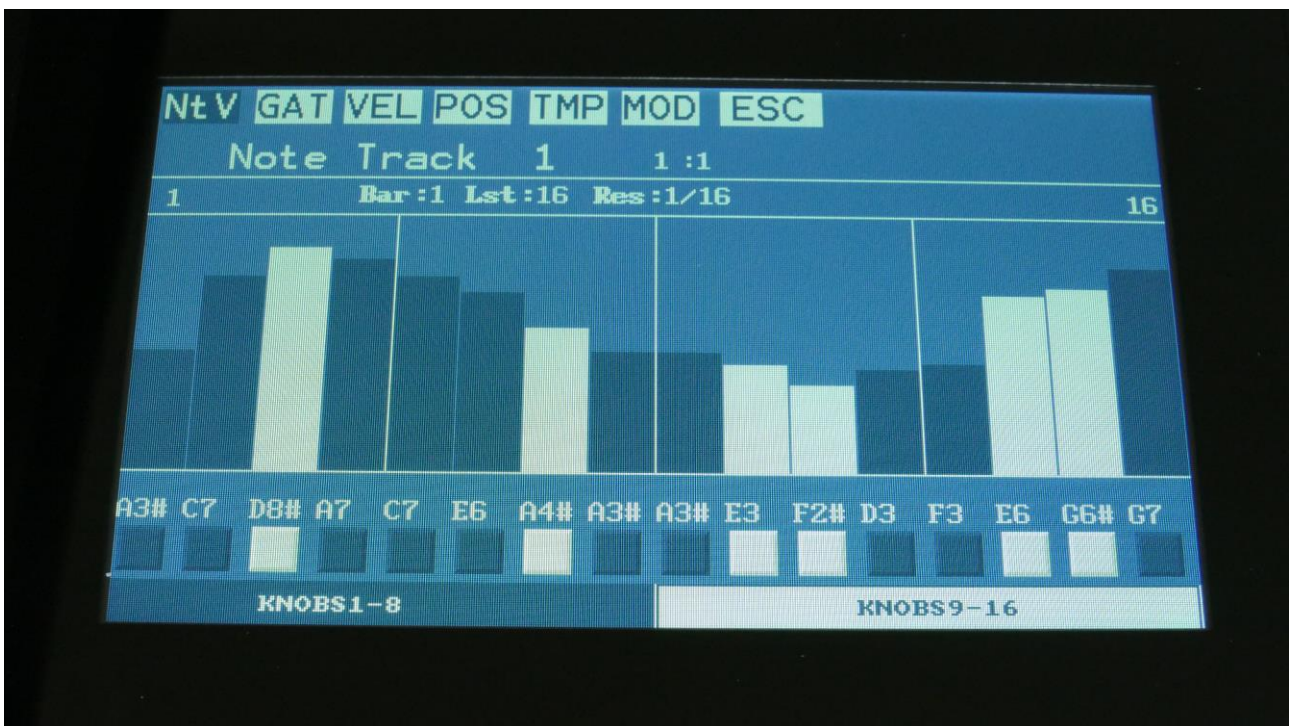 NtV GAT VEL POS TMP MOD ESC
Note Track 1 1 :1
1 Bar:1 Lst:16 Res:1/16 16
A3# C7 D8# A7 C7 E6 A4# A3# A3# E3 F2# D3 F3 E6 G6# G7
KNOBS1-8 KNOBS9-16